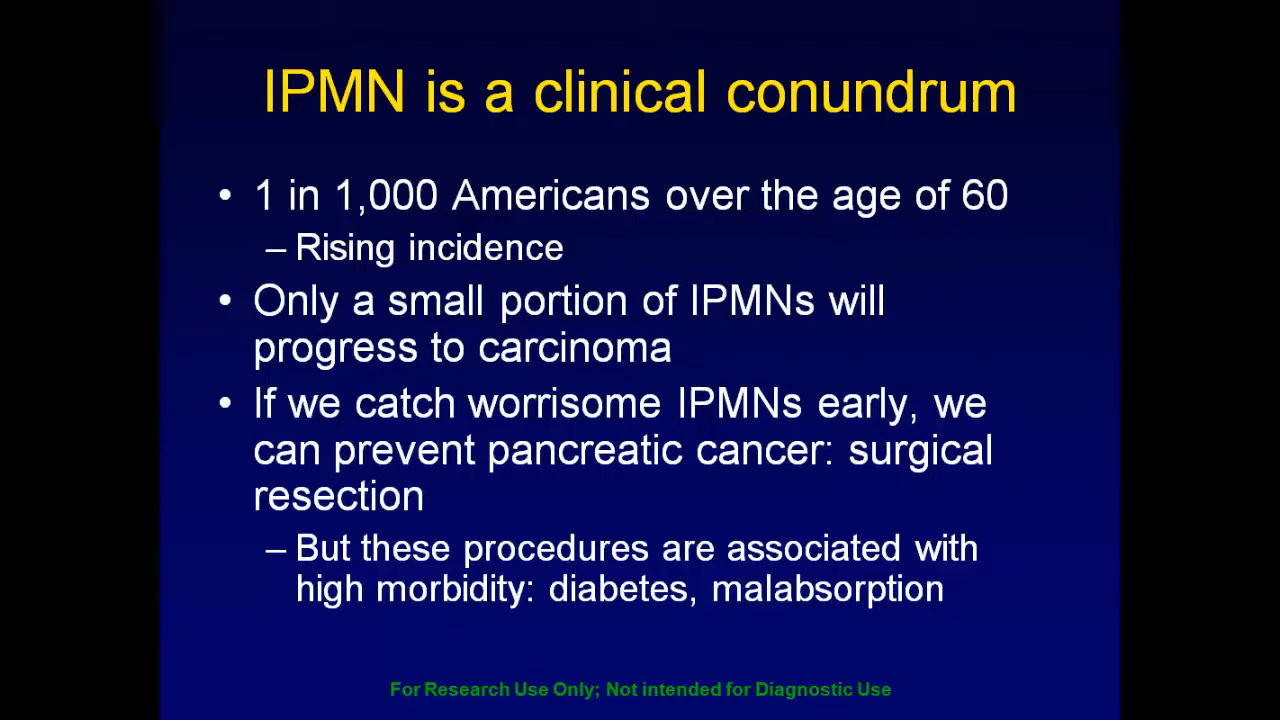 IPMN is a clinical conundrum
• 1 in 1,000 Americans over the age of 60
– Rising incidence
• Only a small portion of IPMNs will
progress to carcinoma
• If we catch worrisome IPMNs early, we
can prevent pancreatic cancer: surgical
resection
– But these procedures are associated with
high morbidity: diabetes, malabsorption
For Research Use Only; Not intended for Diagnostic Use